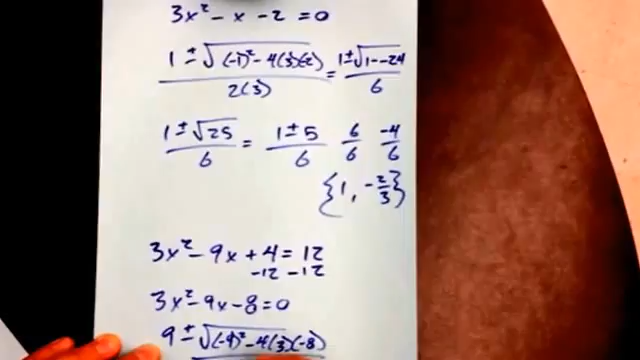 3x² - x - 2 = 0
1 ± √(-1)² - 4(3)(-2) / 2(3) = 1 ± √1 - -24 / 6
1 ± √25 / 6 = 1 ± 5 / 6 6/6 -4/6
{1, -2/3}
3x² - 9x + 4 = 12
-12 -12
3x² - 9x - 8 = 0
9 ± √(-9)² - 4(3)(-8)